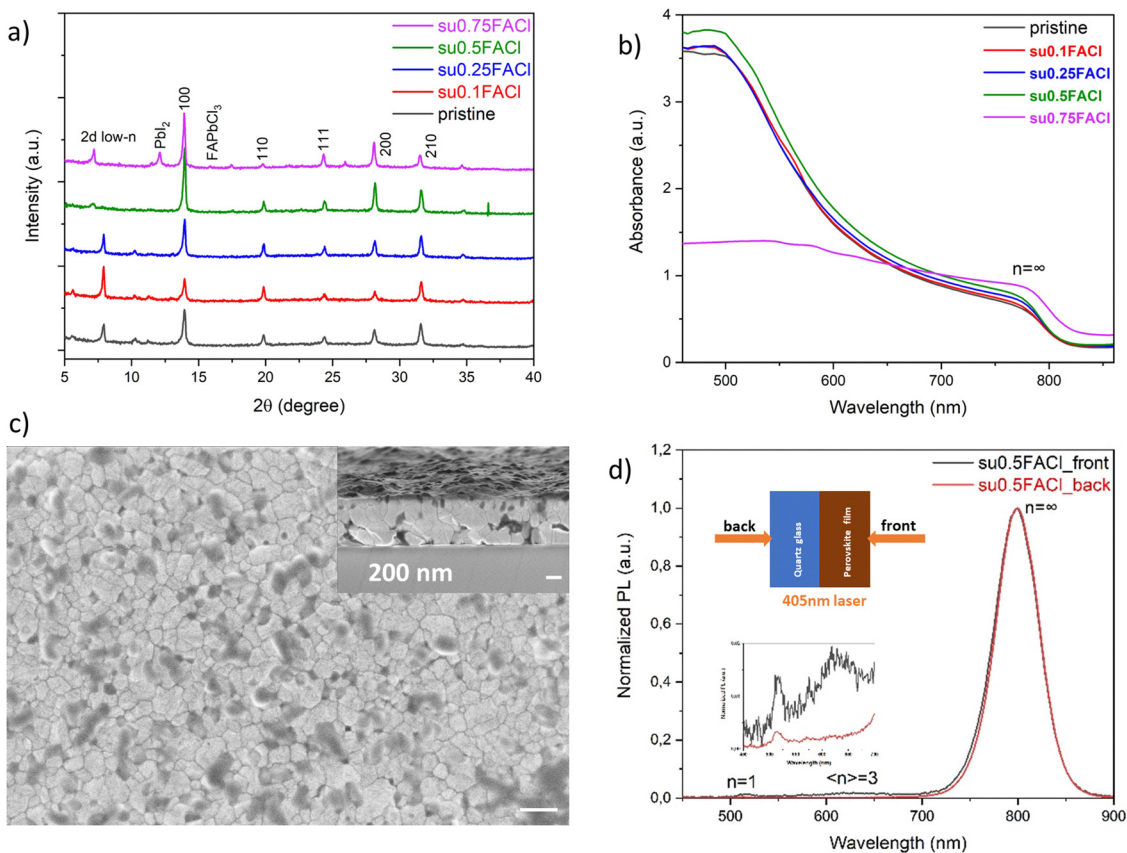 a)
su0.75FACl
su0.5FACl
su0.25FACl
su0.1FACl
pristine
2d low-n
PbI2
100
FAPbCl3
110
111
200
210
Intensity (a.u.)
5 10 15 20 25 30 35 40
2θ (degree)
b)
pristine
su0.1FACl
su0.25FACl
su0.5FACl
su0.75FACl
n=∞
Absorbance (a.u.)
4
3
2
1
0
500 600 700 800
Wavelength (nm)
c)
200 nm
d)
su0.5FACl_front
su0.5FACl_back
n=∞
back
Quartz glass
Perovskite film
front
405nm laser
Wavelength (nm)
n=1
<n>=3
Normalized PL (a.u.)
1,2
1,0
0,8
0,6
0,4
0,2
0,0
500 600 700 800 900
Wavelength (nm)